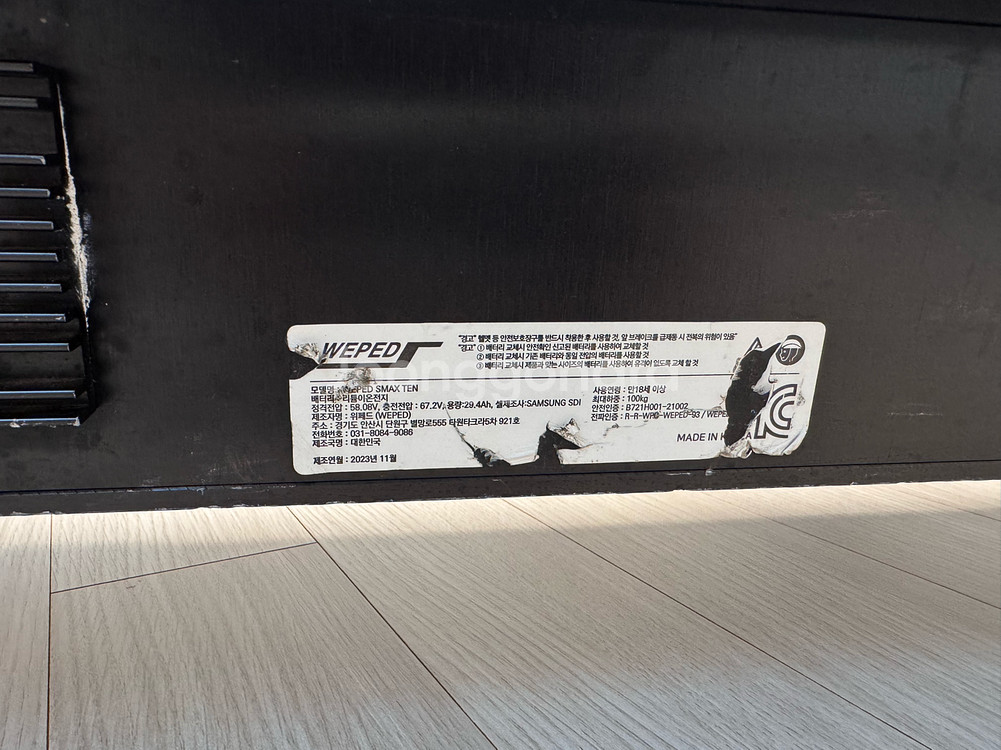 WEPED
"경고" 헬멧 등 안전보호장구를 반드시 착용한 후 사용할 것, 앞 브레이크를 급제동 시 전복의 위험이 있음"
"경고" ① 배터리 교체시 안전확인 신고된 배터리를 사용하여 교체할 것
② 배터리 교체시 기존 배터리와 동일 전압의 배터리를 사용할 것
③ 배터리 교체시 제품과 맞는 사이즈의 배터리를 사용하여 유격이 없도록 교체 할 것
모델명 : WEPED SMAX TEN
배터리 : 리튬이온전지
정격전압 : 58.08V, 충전전압 : 67.2V, 용량:29.4Ah, 셀제조사:SAMSUNG SDI
제조자명 : 위페드 (WEPED)
주소 : 경기도 안산시 단원구 별망로555 타원타크라5차 921호
전화번호 : 031-8084-9086
제조국명 : 대한민국
제조연월 : 2023년 11월
사용연령 : 만18세 이상
최대하중 : 100kg
안전인증 : B721H001-21002
전파인증 : R-R-WRD-WEPED-93 / WEPE
MADE IN K